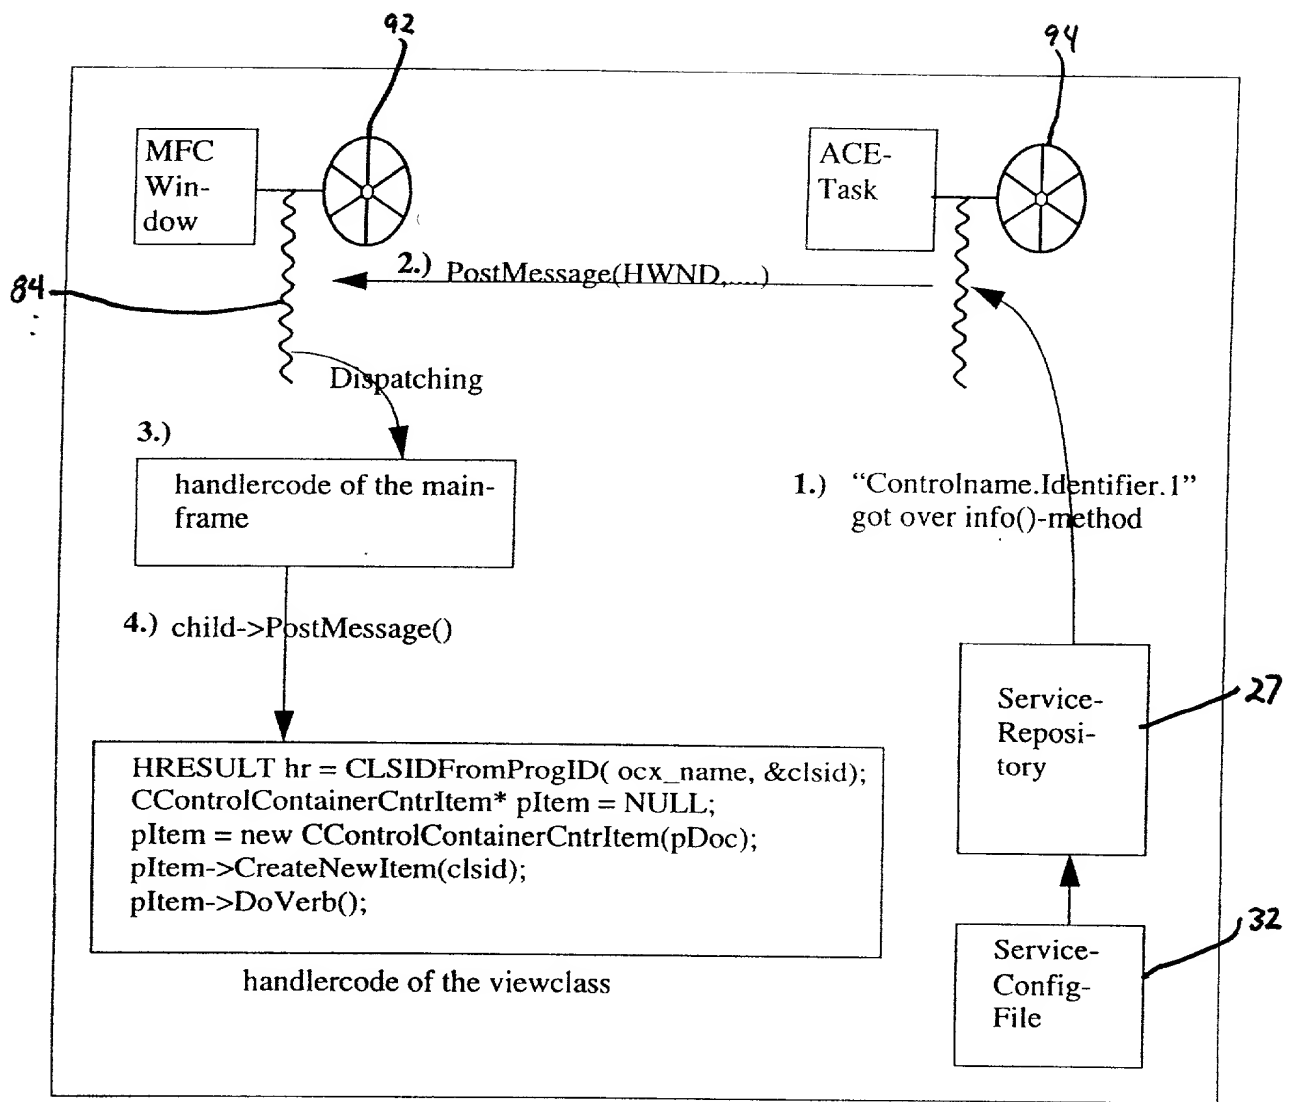 92
94
MFC
Win-
dow
ACE-
Task
2.) PostMessage(HWND,....)
84
Dispatching
3.)
handlercode of the main-
frame
1.) “Controlname.Identifier.1”
got over info()-method
4.) child->PostMessage()
Service-
Reposi-
tory
27
HRESULT hr = CLSIDFromProgID( ocx_name, &clsid);
CControlContainerCntrItem* pItem = NULL;
pItem = new CControlContainerCntrItem(pDoc);
pItem->CreateNewItem(clsid);
pItem->DoVerb();
32
Service-
Config-
File
handlercode of the viewclass